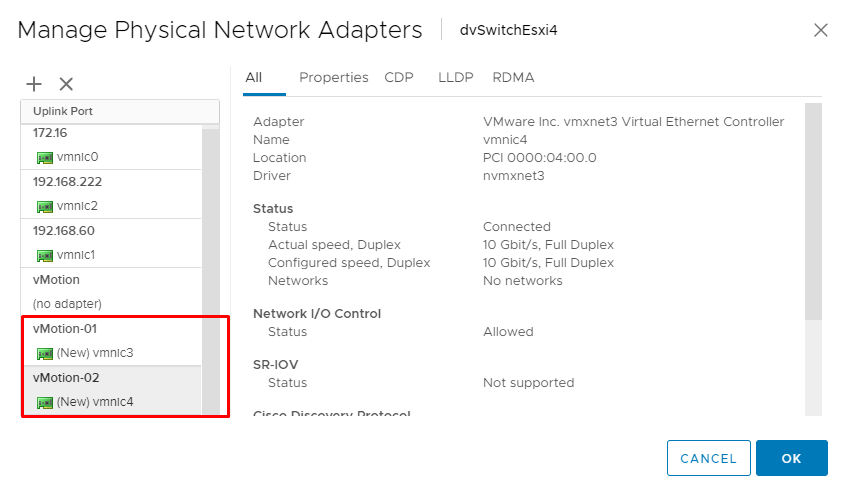 Manage Physical Network Adapters dvSwitchEsxi4
All Properties CDP LLDP RDMA
Uplink Port
172.16
vmnic0
192.168.222
vmnic2
192.168.60
vmnic1
vMotion
(no adapter)
vMotion-01
(New) vmnic3
vMotion-02
(New) vmnic4
Adapter VMware Inc. vmxnet3 Virtual Ethernet Controller
Name vmnic4
Location PCI 0000:04:00.0
Driver nvmxnet3
Status
Status Connected
Actual speed, Duplex 10 Gbit/s, Full Duplex
Configured speed, Duplex 10 Gbit/s, Full Duplex
Networks No networks
Network I/O Control
Status Allowed
SR-IOV
Status Not supported
Cisco Discovery Protocol
CANCEL OK